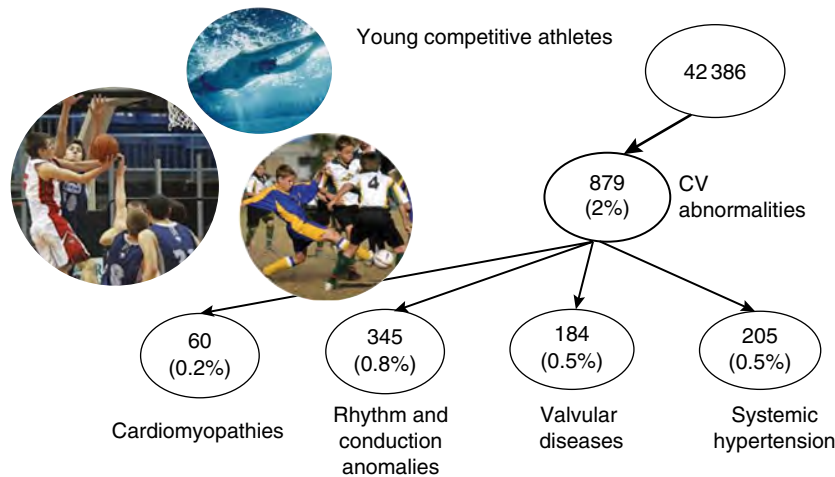 Young competitive athletes
42 386
879
(2%)
CV
abnormalities
60
(0.2%)
345
(0.8%)
184
(0.5%)
205
(0.5%)
Cardiomyopathies
Rhythm and
conduction
anomalies
Valvular
diseases
Systemic
hypertension
4